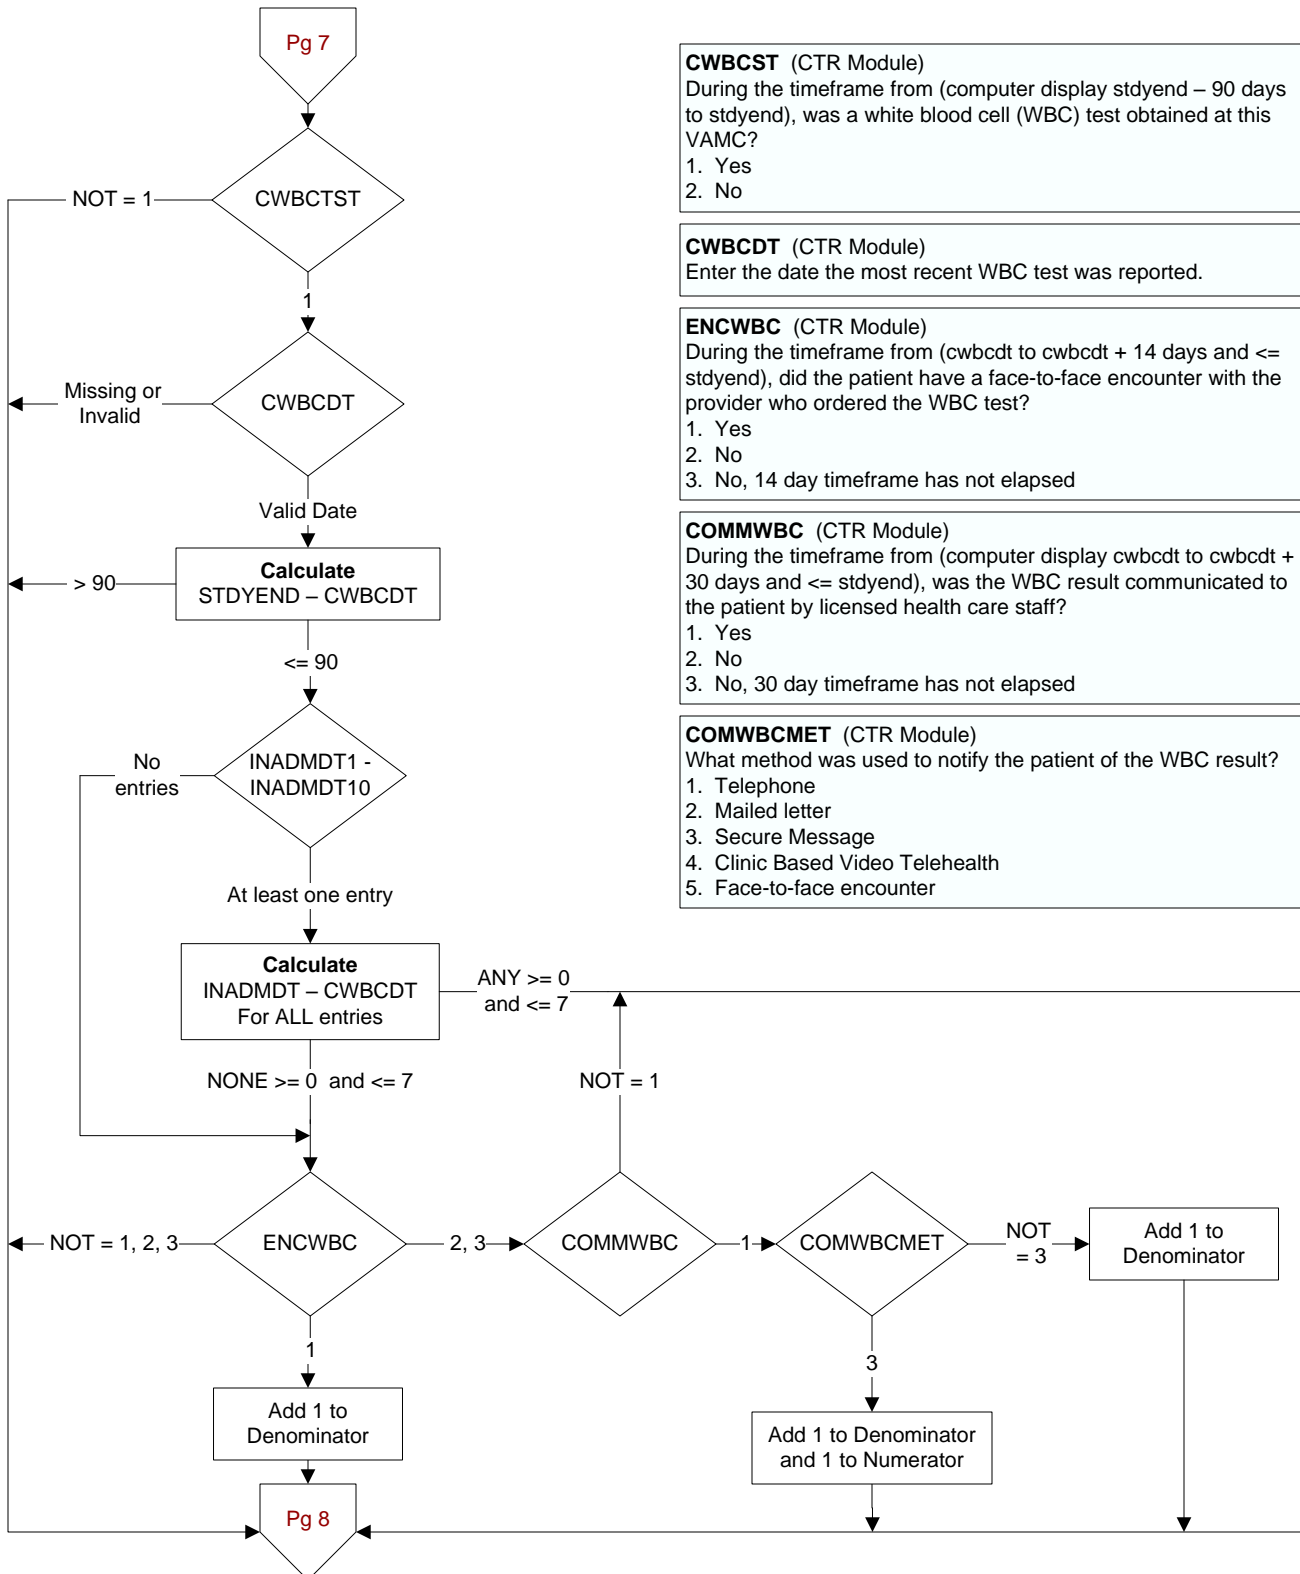 Pg 7
CWBCTST
NOT = 1
1
CWBCDT
Missing or
Invalid
Valid Date
Calculate
STDYEND – CWBCDT
> 90
<= 90
INADMDT1 -
INADMDT10
No
entries
At least one entry
Calculate
INADMDT – CWBCDT
For ALL entries
ANY >= 0
and <= 7
NONE >= 0 and <= 7
NOT = 1
ENCWBC
NOT = 1, 2, 3
2, 3
COMMWBC
1
COMWBCMET
NOT
= 3
Add 1 to
Denominator
1
3
Add 1 to
Denominator
Add 1 to Denominator
and 1 to Numerator
Pg 8
CWBCST (CTR Module)
During the timeframe from (computer display stdyend – 90 days
to stdyend), was a white blood cell (WBC) test obtained at this
VAMC?
1. Yes
2. No
CWBCDT (CTR Module)
Enter the date the most recent WBC test was reported.
ENCWBC (CTR Module)
During the timeframe from (cwbcdt to cwbcdt + 14 days and <=
stdyend), did the patient have a face-to-face encounter with the
provider who ordered the WBC test?
1. Yes
2. No
3. No, 14 day timeframe has not elapsed
COMMWBC (CTR Module)
During the timeframe from (computer display cwbcdt to cwbcdt +
30 days and <= stdyend), was the WBC result communicated to
the patient by licensed health care staff?
1. Yes
2. No
3. No, 30 day timeframe has not elapsed
COMWBCMET (CTR Module)
What method was used to notify the patient of the WBC result?
1. Telephone
2. Mailed letter
3. Secure Message
4. Clinic Based Video Telehealth
5. Face-to-face encounter